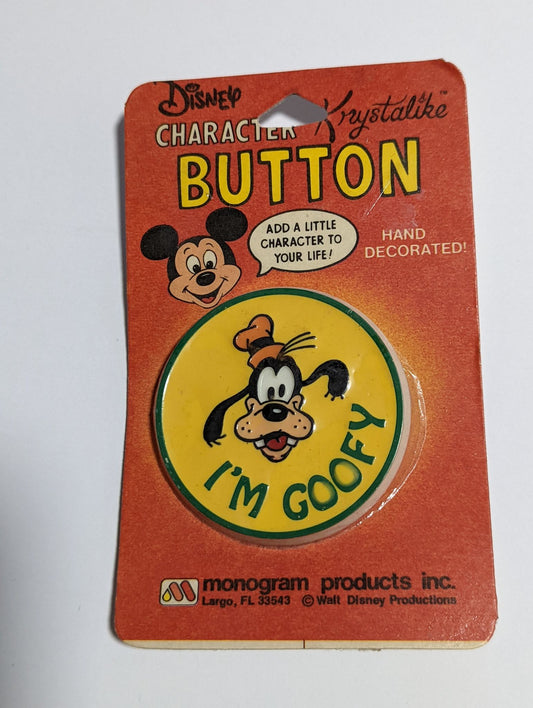 Disney
CHARACTER Krystalike™
BUTTON
ADD A LITTLE
CHARACTER TO
YOUR LIFE!
HAND
DECORATED!
I'M GOOFY
monogram products inc.
Largo, FL 33543 © Walt Disney Productions